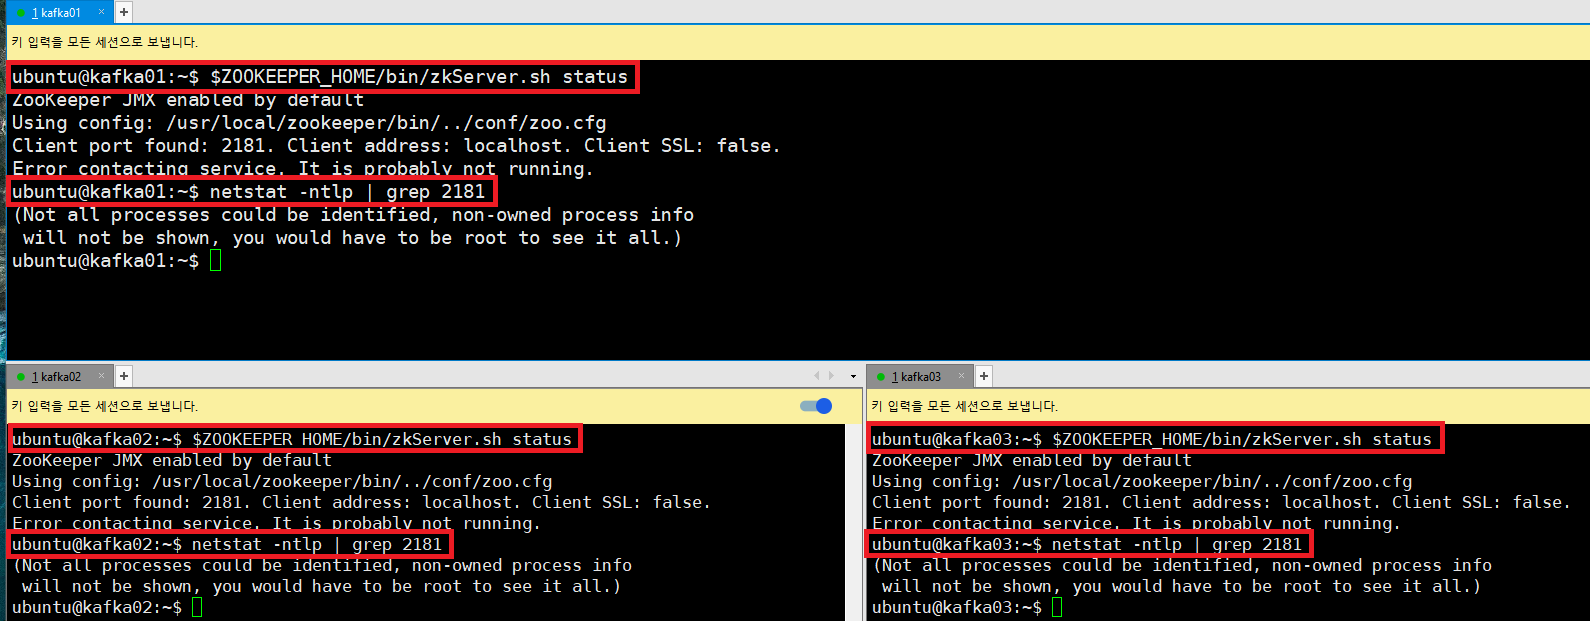 1 kafka01 × +
키 입력을 모든 세션으로 보냅니다.
ubuntu@kafka01:~$ $ZOOKEEPER_HOME/bin/zkServer.sh status
ZooKeeper JMX enabled by default
Using config: /usr/local/zookeeper/bin/../conf/zoo.cfg
Client port found: 2181. Client address: localhost. Client SSL: false.
Error contacting service. It is probably not running.
ubuntu@kafka01:~$ netstat -ntlp | grep 2181
(Not all processes could be identified, non-owned process info
 will not be shown, you would have to be root to see it all.)
ubuntu@kafka01:~$
1 kafka02 × +
키 입력을 모든 세션으로 보냅니다.
ubuntu@kafka02:~$ $ZOOKEEPER_HOME/bin/zkServer.sh status
ZooKeeper JMX enabled by default
Using config: /usr/local/zookeeper/bin/../conf/zoo.cfg
Client port found: 2181. Client address: localhost. Client SSL: false.
Error contacting service. It is probably not running.
ubuntu@kafka02:~$ netstat -ntlp | grep 2181
(Not all processes could be identified, non-owned process info
 will not be shown, you would have to be root to see it all.)
ubuntu@kafka02:~$
1 kafka03 × +
키 입력을 모든 세션으로 보냅니다.
ubuntu@kafka03:~$ $ZOOKEEPER_HOME/bin/zkServer.sh status
ZooKeeper JMX enabled by default
Using config: /usr/local/zookeeper/bin/../conf/zoo.cfg
Client port found: 2181. Client address: localhost. Client SSL: false.
Error contacting service. It is probably not running.
ubuntu@kafka03:~$ netstat -ntlp | grep 2181
(Not all processes could be identified, non-owned process info
 will not be shown, you would have to be root to see it all.)
ubuntu@kafka03:~$